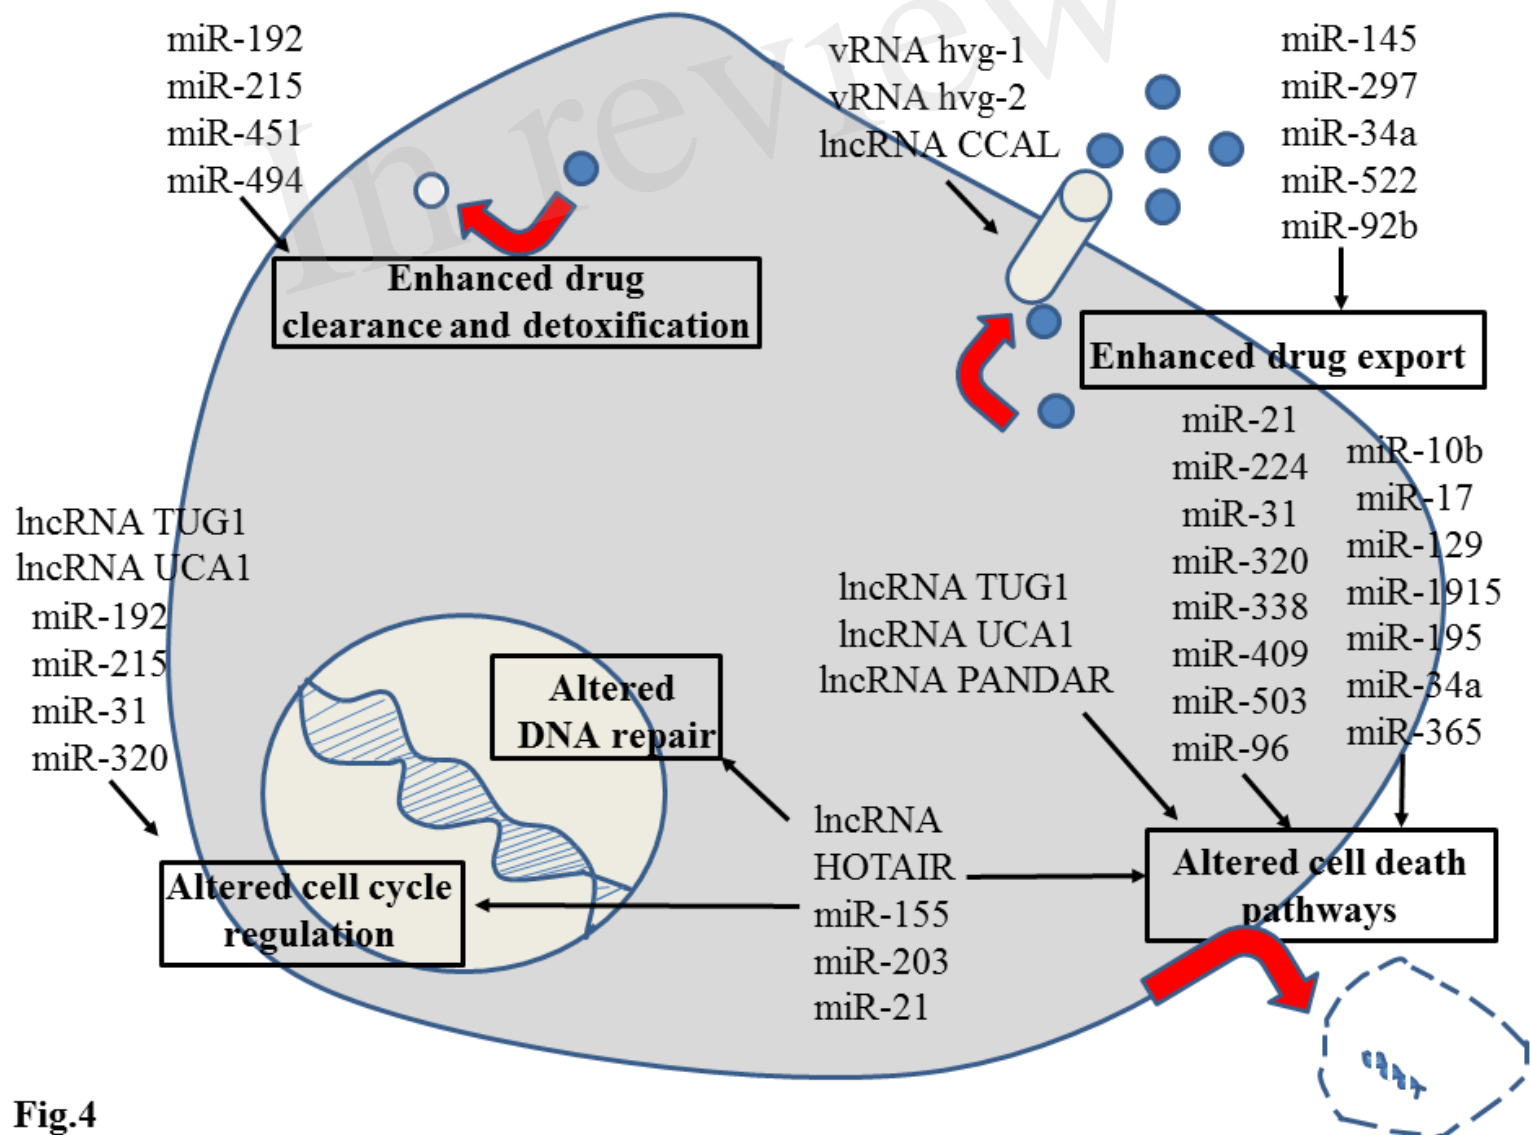 In review
miR-192
miR-215
miR-451
miR-494
Enhanced drug
clearance and detoxification
vRNA hvg-1
vRNA hvg-2
lncRNA CCAL
miR-145
miR-297
miR-34a
miR-522
miR-92b
Enhanced drug export
lncRNA TUG1
lncRNA UCA1
miR-192
miR-215
miR-31
miR-320
Altered cell cycle
regulation
Altered
DNA repair
lncRNA
HOTAIR
miR-155
miR-203
miR-21
lncRNA TUG1
lncRNA UCA1
lncRNA PANDAR
miR-21
miR-224
miR-31
miR-320
miR-338
miR-409
miR-503
miR-96
miR-10b
miR-17
miR-129
miR-1915
miR-195
miR-34a
miR-365
Altered cell death
pathways
Fig.4